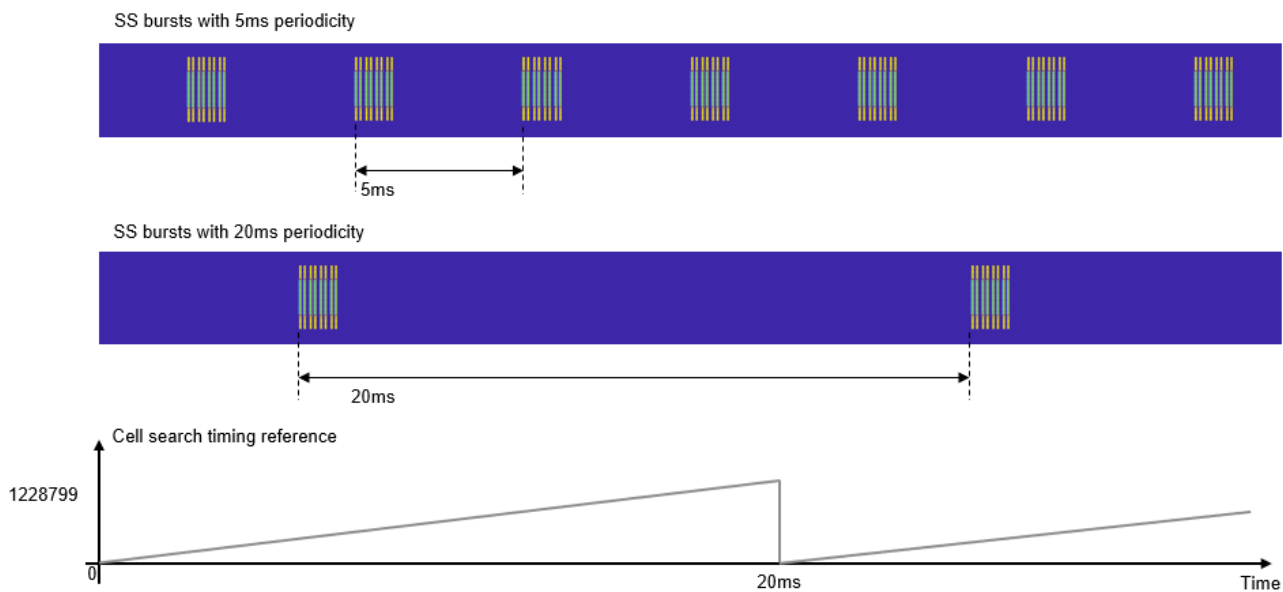 SS bursts with 5ms periodicity
5ms
SS bursts with 20ms periodicity
20ms
Cell search timing reference
1228799
0
20ms
Time